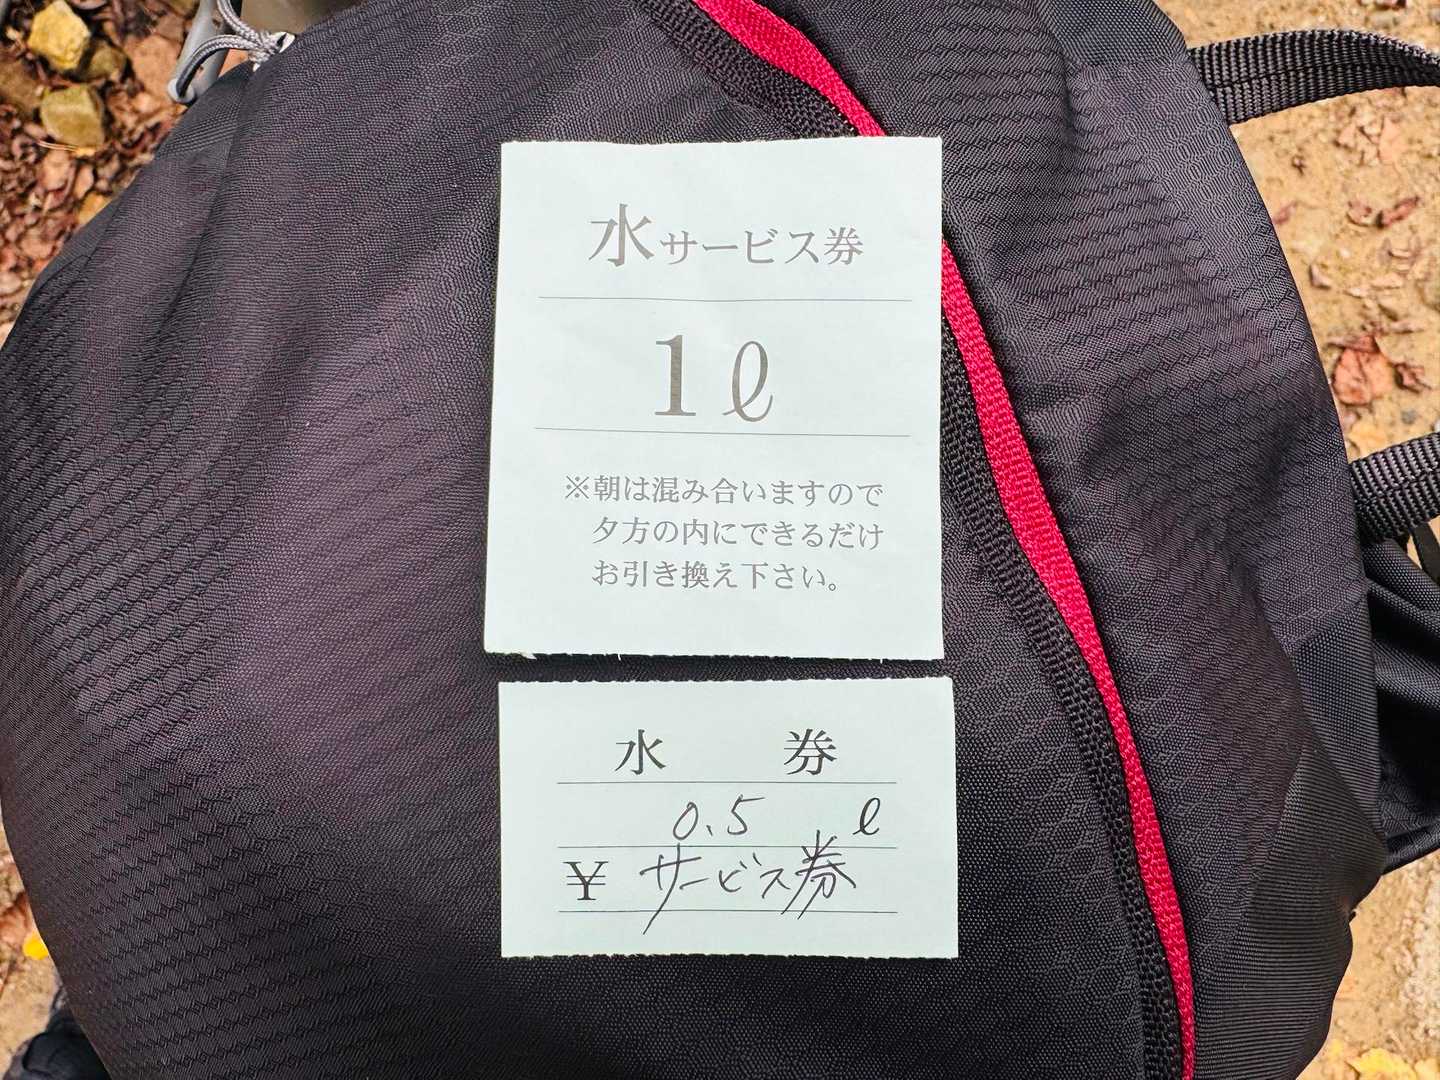 水サービス券
1ℓ
※朝は混み合いますので
夕方の内にできるだけ
お引き換え下さい。
水 券
0.5 ℓ
¥ サービス券